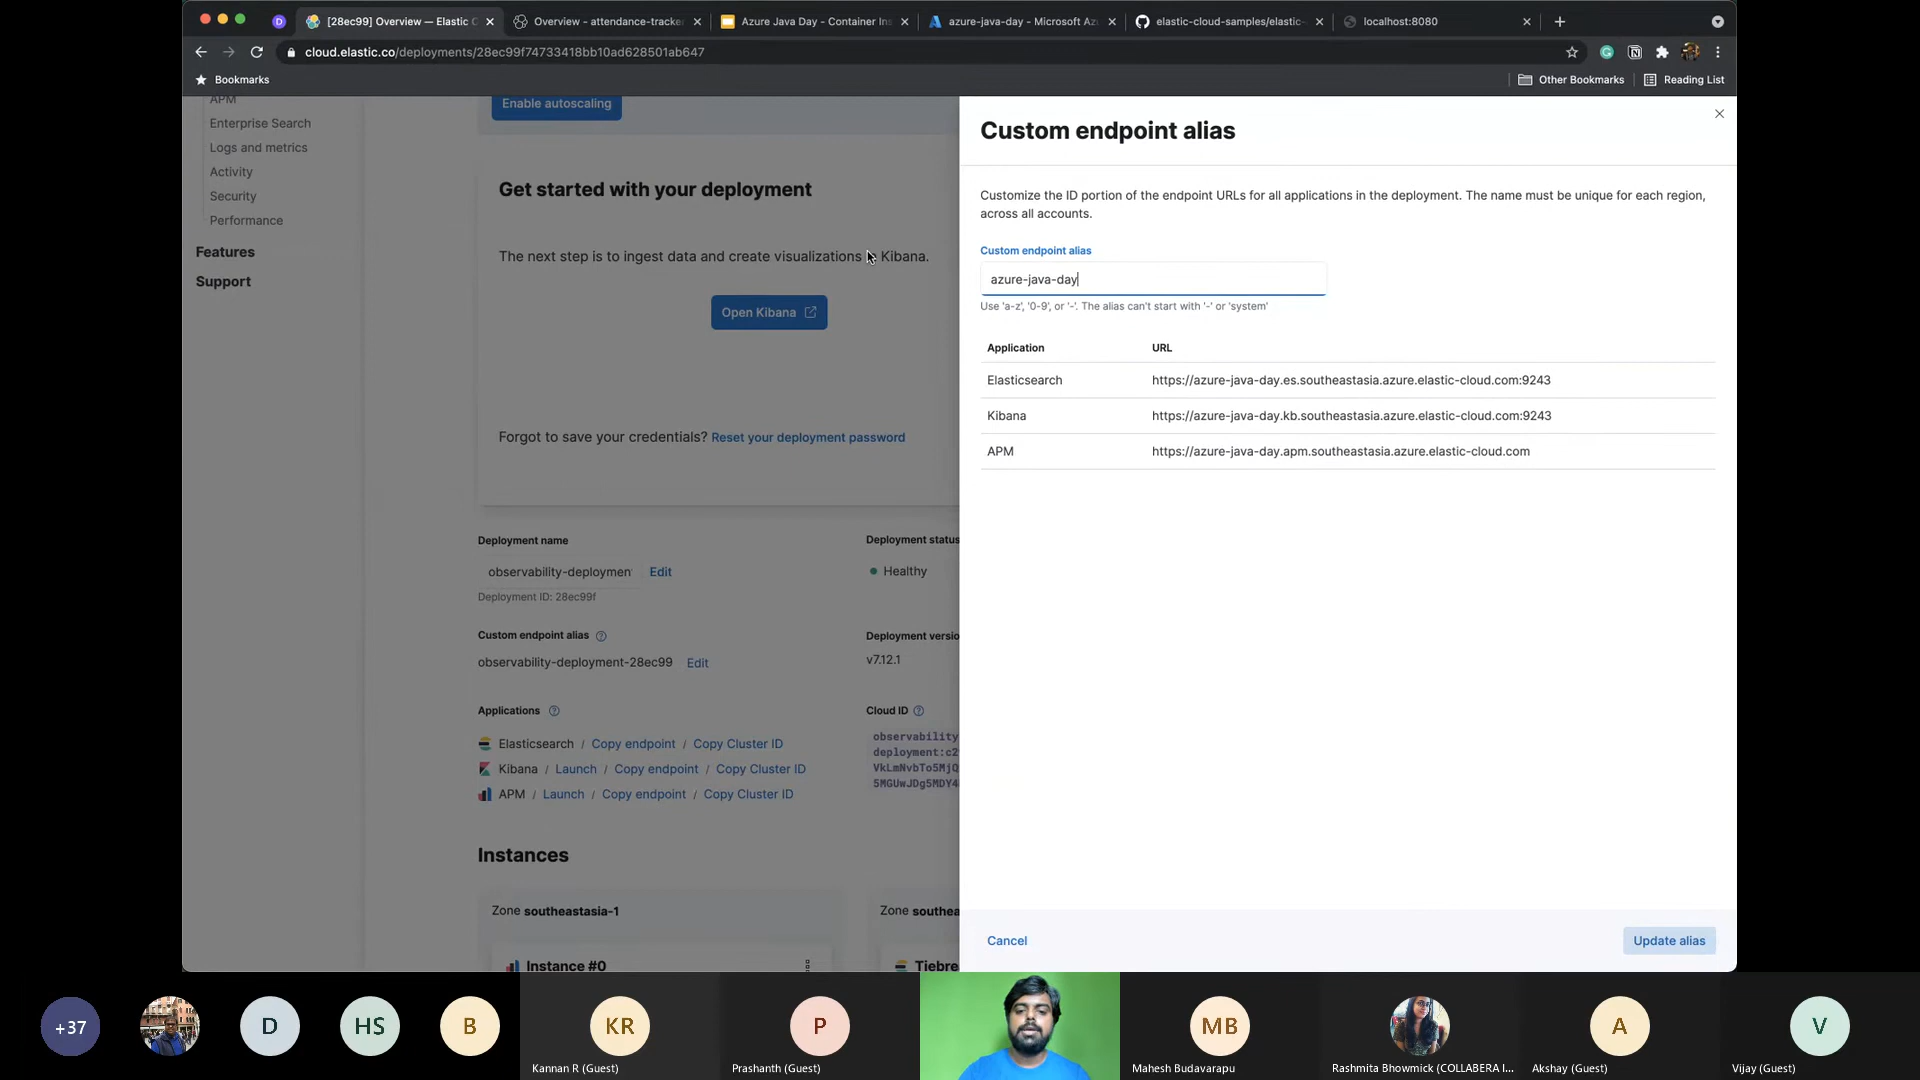 D
[28ec99] Overview — Elastic C
Overview - attendance-tracker
Azure Java Day - Container Ins
azure-java-day - Microsoft Az
elastic-cloud-samples/elastic-
localhost:8080
cloud.elastic.co/deployments/28ec99f74733418bb10ad628501ab647
Bookmarks
Other Bookmarks
Reading List
APM
Enterprise Search
Logs and metrics
Activity
Security
Performance
Features
Support
Enable autoscaling
Get started with your deployment
The next step is to ingest data and create visualizations Kibana.
Open Kibana
Forgot to save your credentials? Reset your deployment password
Deployment name
observability-deploymen
Edit
Deployment ID: 28ec99f
Deployment status
Healthy
Custom endpoint alias
observability-deployment-28ec99 Edit
Deployment versio
v7.12.1
Applications
Elasticsearch / Copy endpoint / Copy Cluster ID
Kibana / Launch / Copy endpoint / Copy Cluster ID
APM / Launch / Copy endpoint / Copy Cluster ID
Cloud ID
observability
deployment:c2
VkLmNvbTo5MjQ
5MGUwJDg5MDY4
Instances
Zone southeastasia-1
Instance #0
Zone southea
Tiebre
Custom endpoint alias
Customize the ID portion of the endpoint URLs for all applications in the deployment. The name must be unique for each region,
across all accounts.
Custom endpoint alias
azure-java-day
Use 'a-z', '0-9', or '-'. The alias can't start with '-' or 'system'
Application URL
Elasticsearch https://azure-java-day.es.southeastasia.azure.elastic-cloud.com:9243
Kibana https://azure-java-day.kb.southeastasia.azure.elastic-cloud.com:9243
APM https://azure-java-day.apm.southeastasia.azure.elastic-cloud.com
Cancel
Update alias
+37
D
HS
B
KR
Kannan R (Guest)
P
Prashanth (Guest)
MB
Mahesh Budavarapu
Rashmita Bhowmick (COLLABERA I...
A
Akshay (Guest)
V
Vijay (Guest)